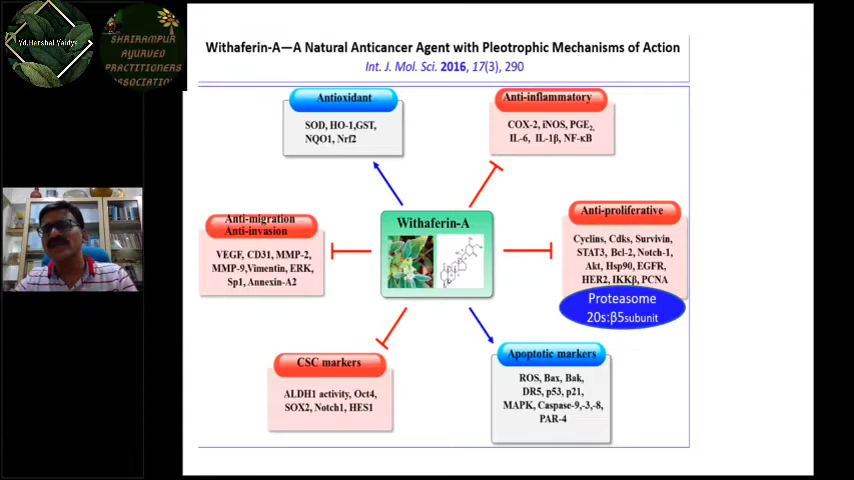 Yd.Harshal Vaidya
SHRIRAMPUR
AYURVED
PRACTITIONERS
ASSOCIATION
Withaferin-A—A Natural Anticancer Agent with Pleotrophic Mechanisms of Action
Int. J. Mol. Sci. 2016, 17(3), 290
Antioxidant
SOD, HO-1,GST,
NQO1, Nrf2
Anti-inflammatory
COX-2, iNOS, PGE2,
IL-6, IL-1β, NF-κB
Anti-migration
Anti-invasion
VEGF, CD31, MMP-2,
MMP-9,Vimentin, ERK,
Sp1, Annexin-A2
Withaferin-A
Anti-proliferative
Cyclins, Cdks, Survivin,
STAT3, Bcl-2, Notch-1,
Akt, Hsp90, EGFR,
HER2, IKKβ, PCNA
Proteasome
20s:β5subunit
CSC markers
ALDH1 activity, Oct4,
SOX2, Notch1, HES1
Apoptotic markers
ROS, Bax, Bak,
DR5, p53, p21,
MAPK, Caspase-9,-3,-8,
PAR-4